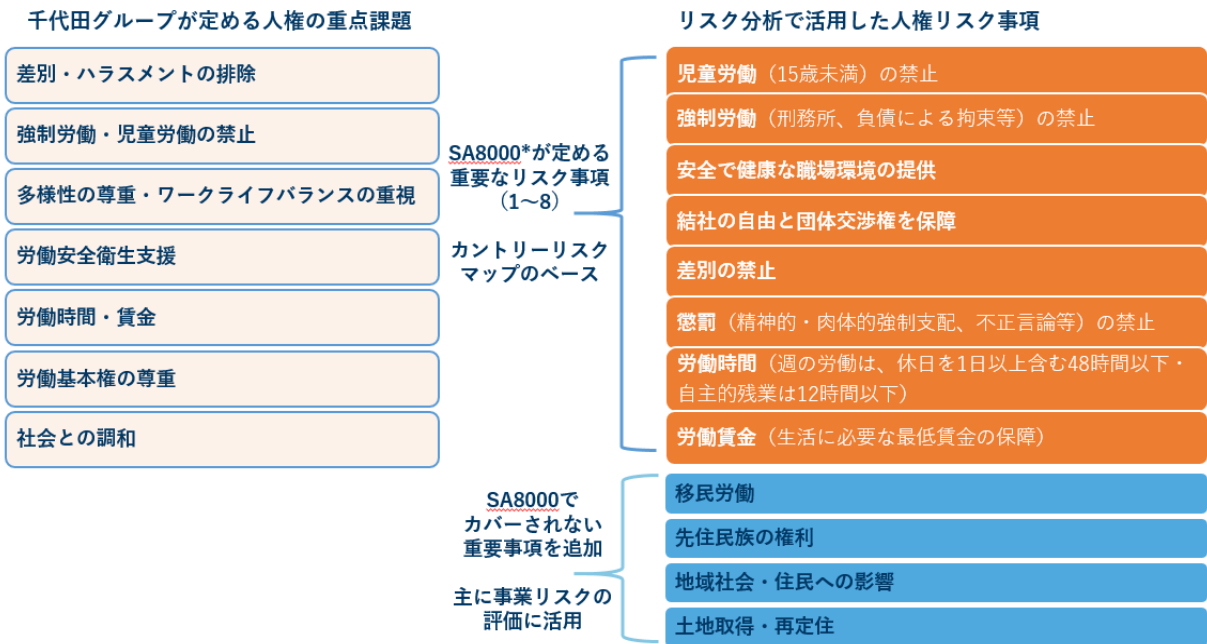 千代田グループが定める人権の重点課題
差別・ハラスメントの排除
強制労働・児童労働の禁止
多様性の尊重・ワークライフバランスの重視
労働安全衛生支援
労働時間・賃金
労働基本権の尊重
社会との調和
SA8000*が定める
重要なリスク事項
（1～8）
カントリーリスク
マップのベース
SA8000で
カバーされない
重要事項を追加
主に事業リスクの
評価に活用
リスク分析で活用した人権リスク事項
児童労働（15歳未満）の禁止
強制労働（刑務所、負債による拘束等）の禁止
安全で健康な職場環境の提供
結社の自由と団体交渉権を保障
差別の禁止
懲罰（精神的・肉体的強制支配、不正言論等）の禁止
労働時間（週の労働は、休日を1日以上含む48時間以下・
自主的残業は12時間以下）
労働賃金（生活に必要な最低賃金の保障）
移民労働
先住民族の権利
地域社会・住民への影響
土地取得・再定住